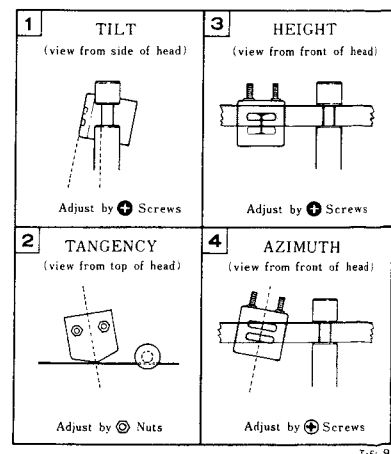 1 TILT
(view from side of head)
Adjust by Screws
2 TANGENCY
(view from top of head)
Adjust by Nuts
3 HEIGHT
(view from front of head)
Adjust by Screws
4 AZIMUTH
(view from front of head)
Adjust by Screws